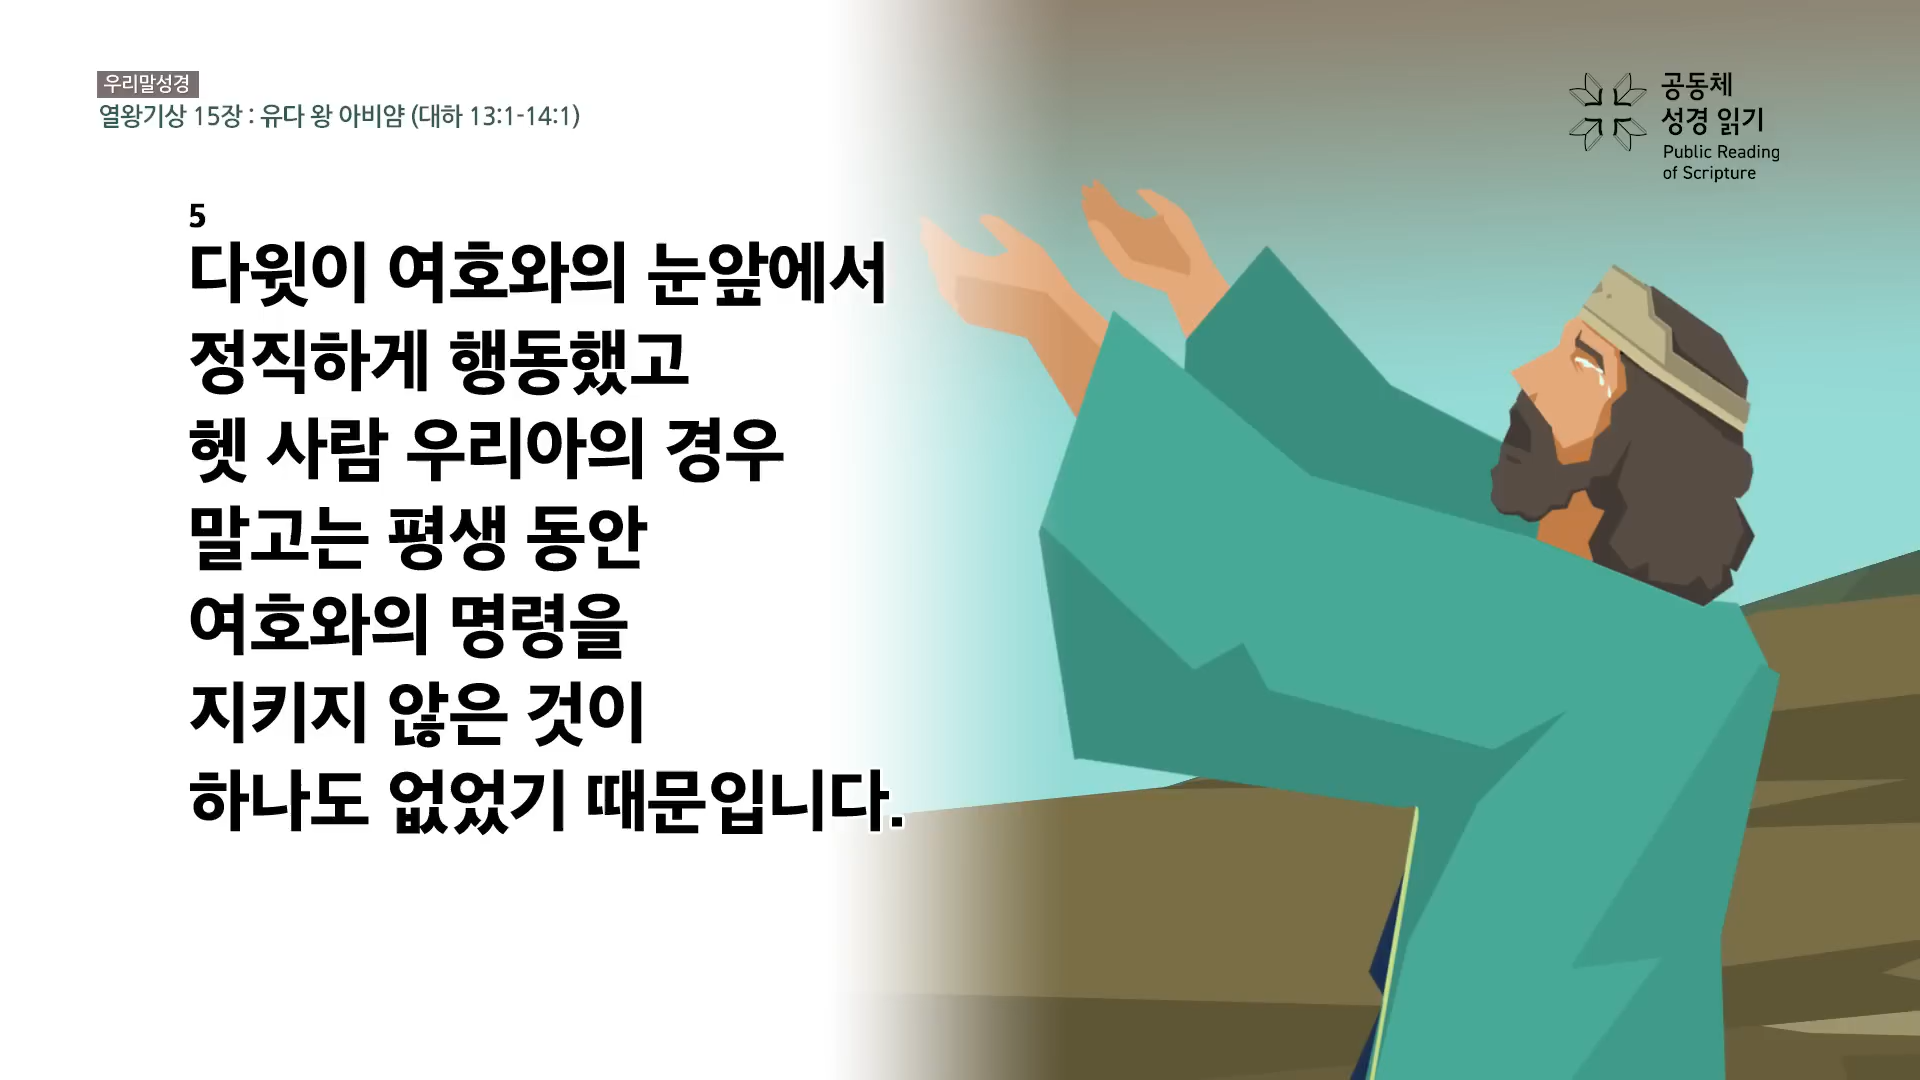 우리말성경
열왕기상 15장 : 유다 왕 아비얌 (대하 13:1-14:1)
공동체
성경 읽기
Public Reading
of Scripture
5
다윗이 여호와의 눈앞에서
정직하게 행동했고
헷 사람 우리아의 경우
말고는 평생 동안
여호와의 명령을
지키지 않은 것이
하나도 없었기 때문입니다.